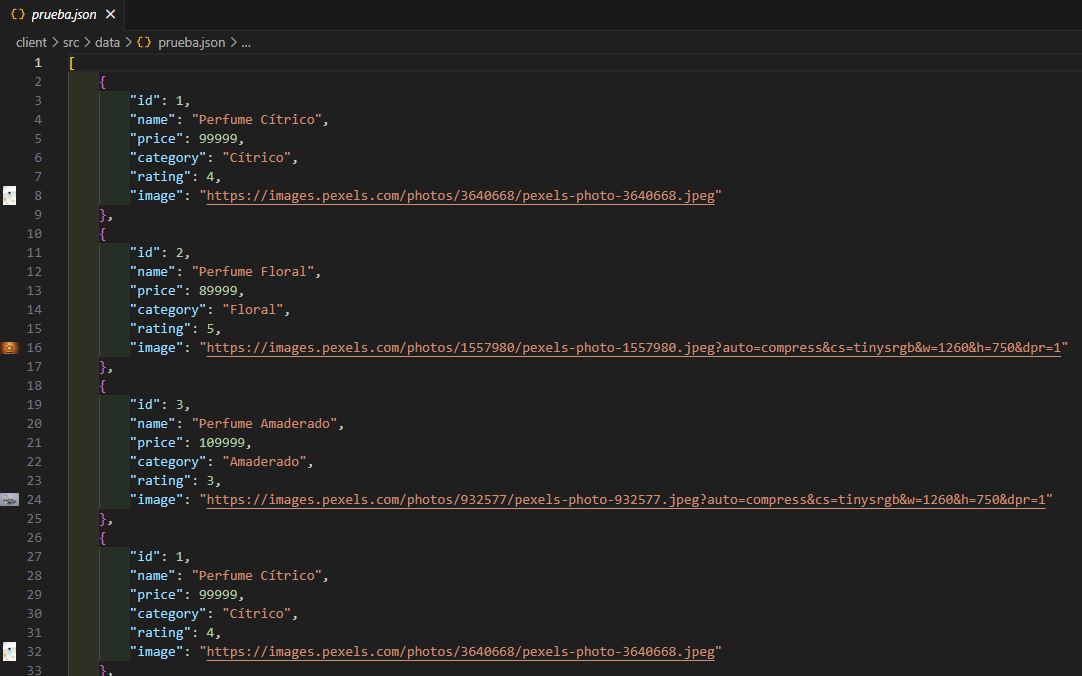 {} prueba.json ×
client > src > data > {} prueba.json > ...
1 [
2 {
3 "id": 1,
4 "name": "Perfume Cítrico",
5 "price": 99999,
6 "category": "Cítrico",
7 "rating": 4,
8 "image": "https://images.pexels.com/photos/3640668/pexels-photo-3640668.jpeg"
9 },
10 {
11 "id": 2,
12 "name": "Perfume Floral",
13 "price": 89999,
14 "category": "Floral",
15 "rating": 5,
16 "image": "https://images.pexels.com/photos/1557980/pexels-photo-1557980.jpeg?auto=compress&cs=tinysrgb&w=1260&h=750&dpr=1"
17 },
18 {
19 "id": 3,
20 "name": "Perfume Amaderado",
21 "price": 109999,
22 "category": "Amaderado",
23 "rating": 3,
24 "image": "https://images.pexels.com/photos/932577/pexels-photo-932577.jpeg?auto=compress&cs=tinysrgb&w=1260&h=750&dpr=1"
25 },
26 {
27 "id": 1,
28 "name": "Perfume Cítrico",
29 "price": 99999,
30 "category": "Cítrico",
31 "rating": 4,
32 "image": "https://images.pexels.com/photos/3640668/pexels-photo-3640668.jpeg"
33 },